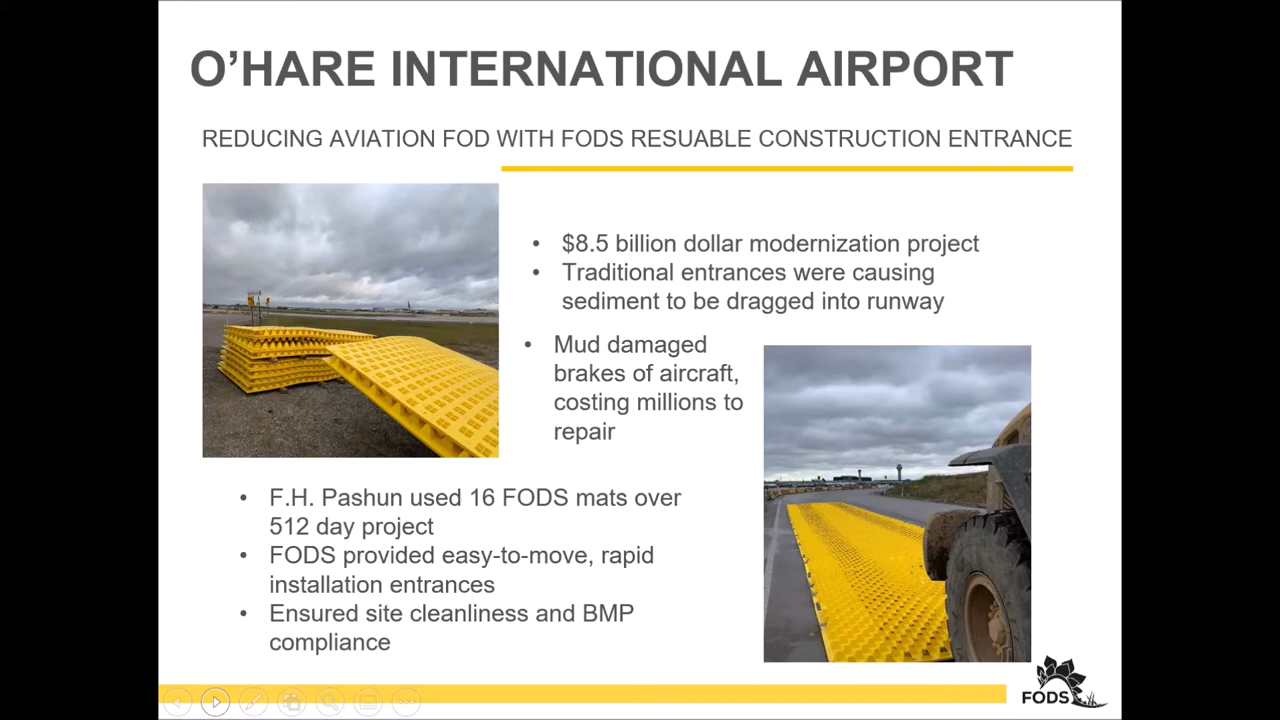 O'HARE INTERNATIONAL AIRPORT
REDUCING AVIATION FOD WITH FODS RESUABLE CONSTRUCTION ENTRANCE
• $8.5 billion dollar modernization project
• Traditional entrances were causing
sediment to be dragged into runway
• Mud damaged
brakes of aircraft,
costing millions to
repair
• F.H. Pashun used 16 FODS mats over
512 day project
• FODS provided easy-to-move, rapid
installation entrances
• Ensured site cleanliness and BMP
compliance
FODS